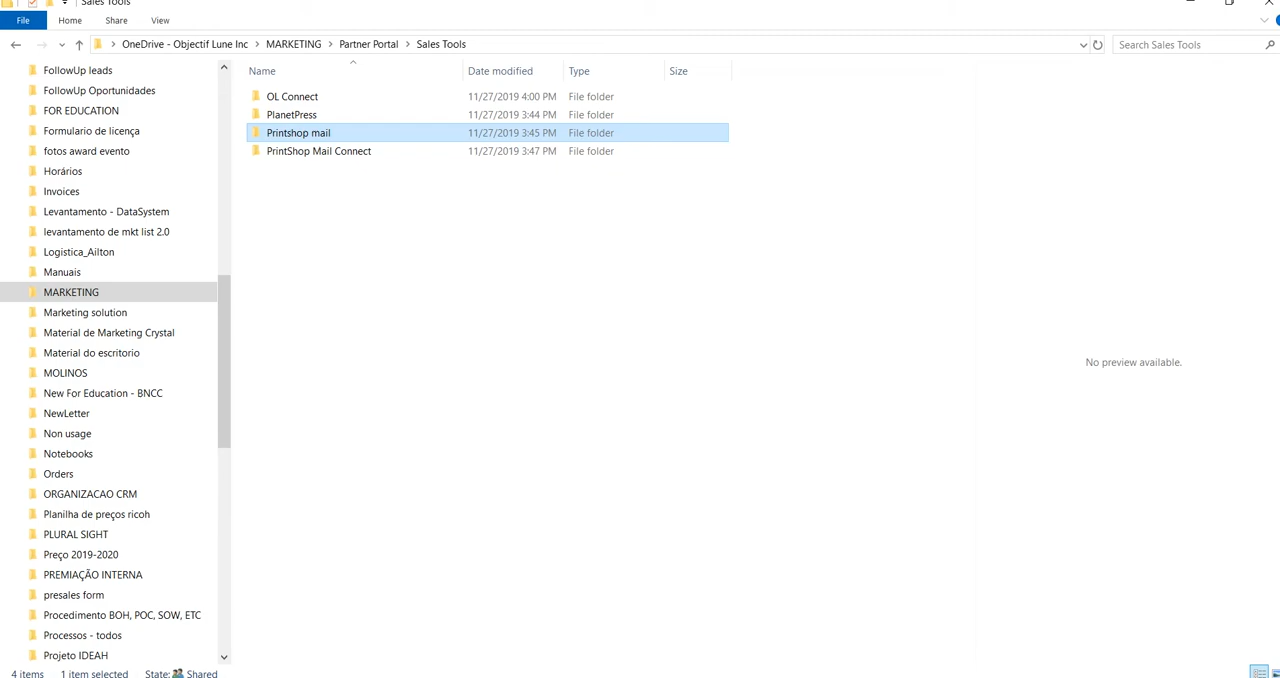 Sales Tools
File Home Share View
OneDrive - Objectif Lune Inc > MARKETING > Partner Portal > Sales Tools
Search Sales Tools
Name Date modified Type Size
OL Connect 11/27/2019 4:00 PM File folder
PlanetPress 11/27/2019 3:44 PM File folder
Printshop mail 11/27/2019 3:45 PM File folder
PrintShop Mail Connect 11/27/2019 3:47 PM File folder
FollowUp leads
FollowUp Oportunidades
FOR EDUCATION
Formulario de licença
fotos award evento
Horários
Invoices
Levantamento - DataSystem
levantamento de mkt list 2.0
Logistica_Ailton
Manuais
MARKETING
Marketing solution
Material de Marketing Crystal
Material do escritorio
MOLINOS
New For Education - BNCC
NewLetter
Non usage
Notebooks
Orders
ORGANIZACAO CRM
Planilha de preços ricoh
PLURAL SIGHT
Preço 2019-2020
PREMIAÇÃO INTERNA
presales form
Procedimento BOH, POC, SOW, ETC
Processos - todos
Projeto IDEAH
No preview available.
4 items 1 item selected State: Shared